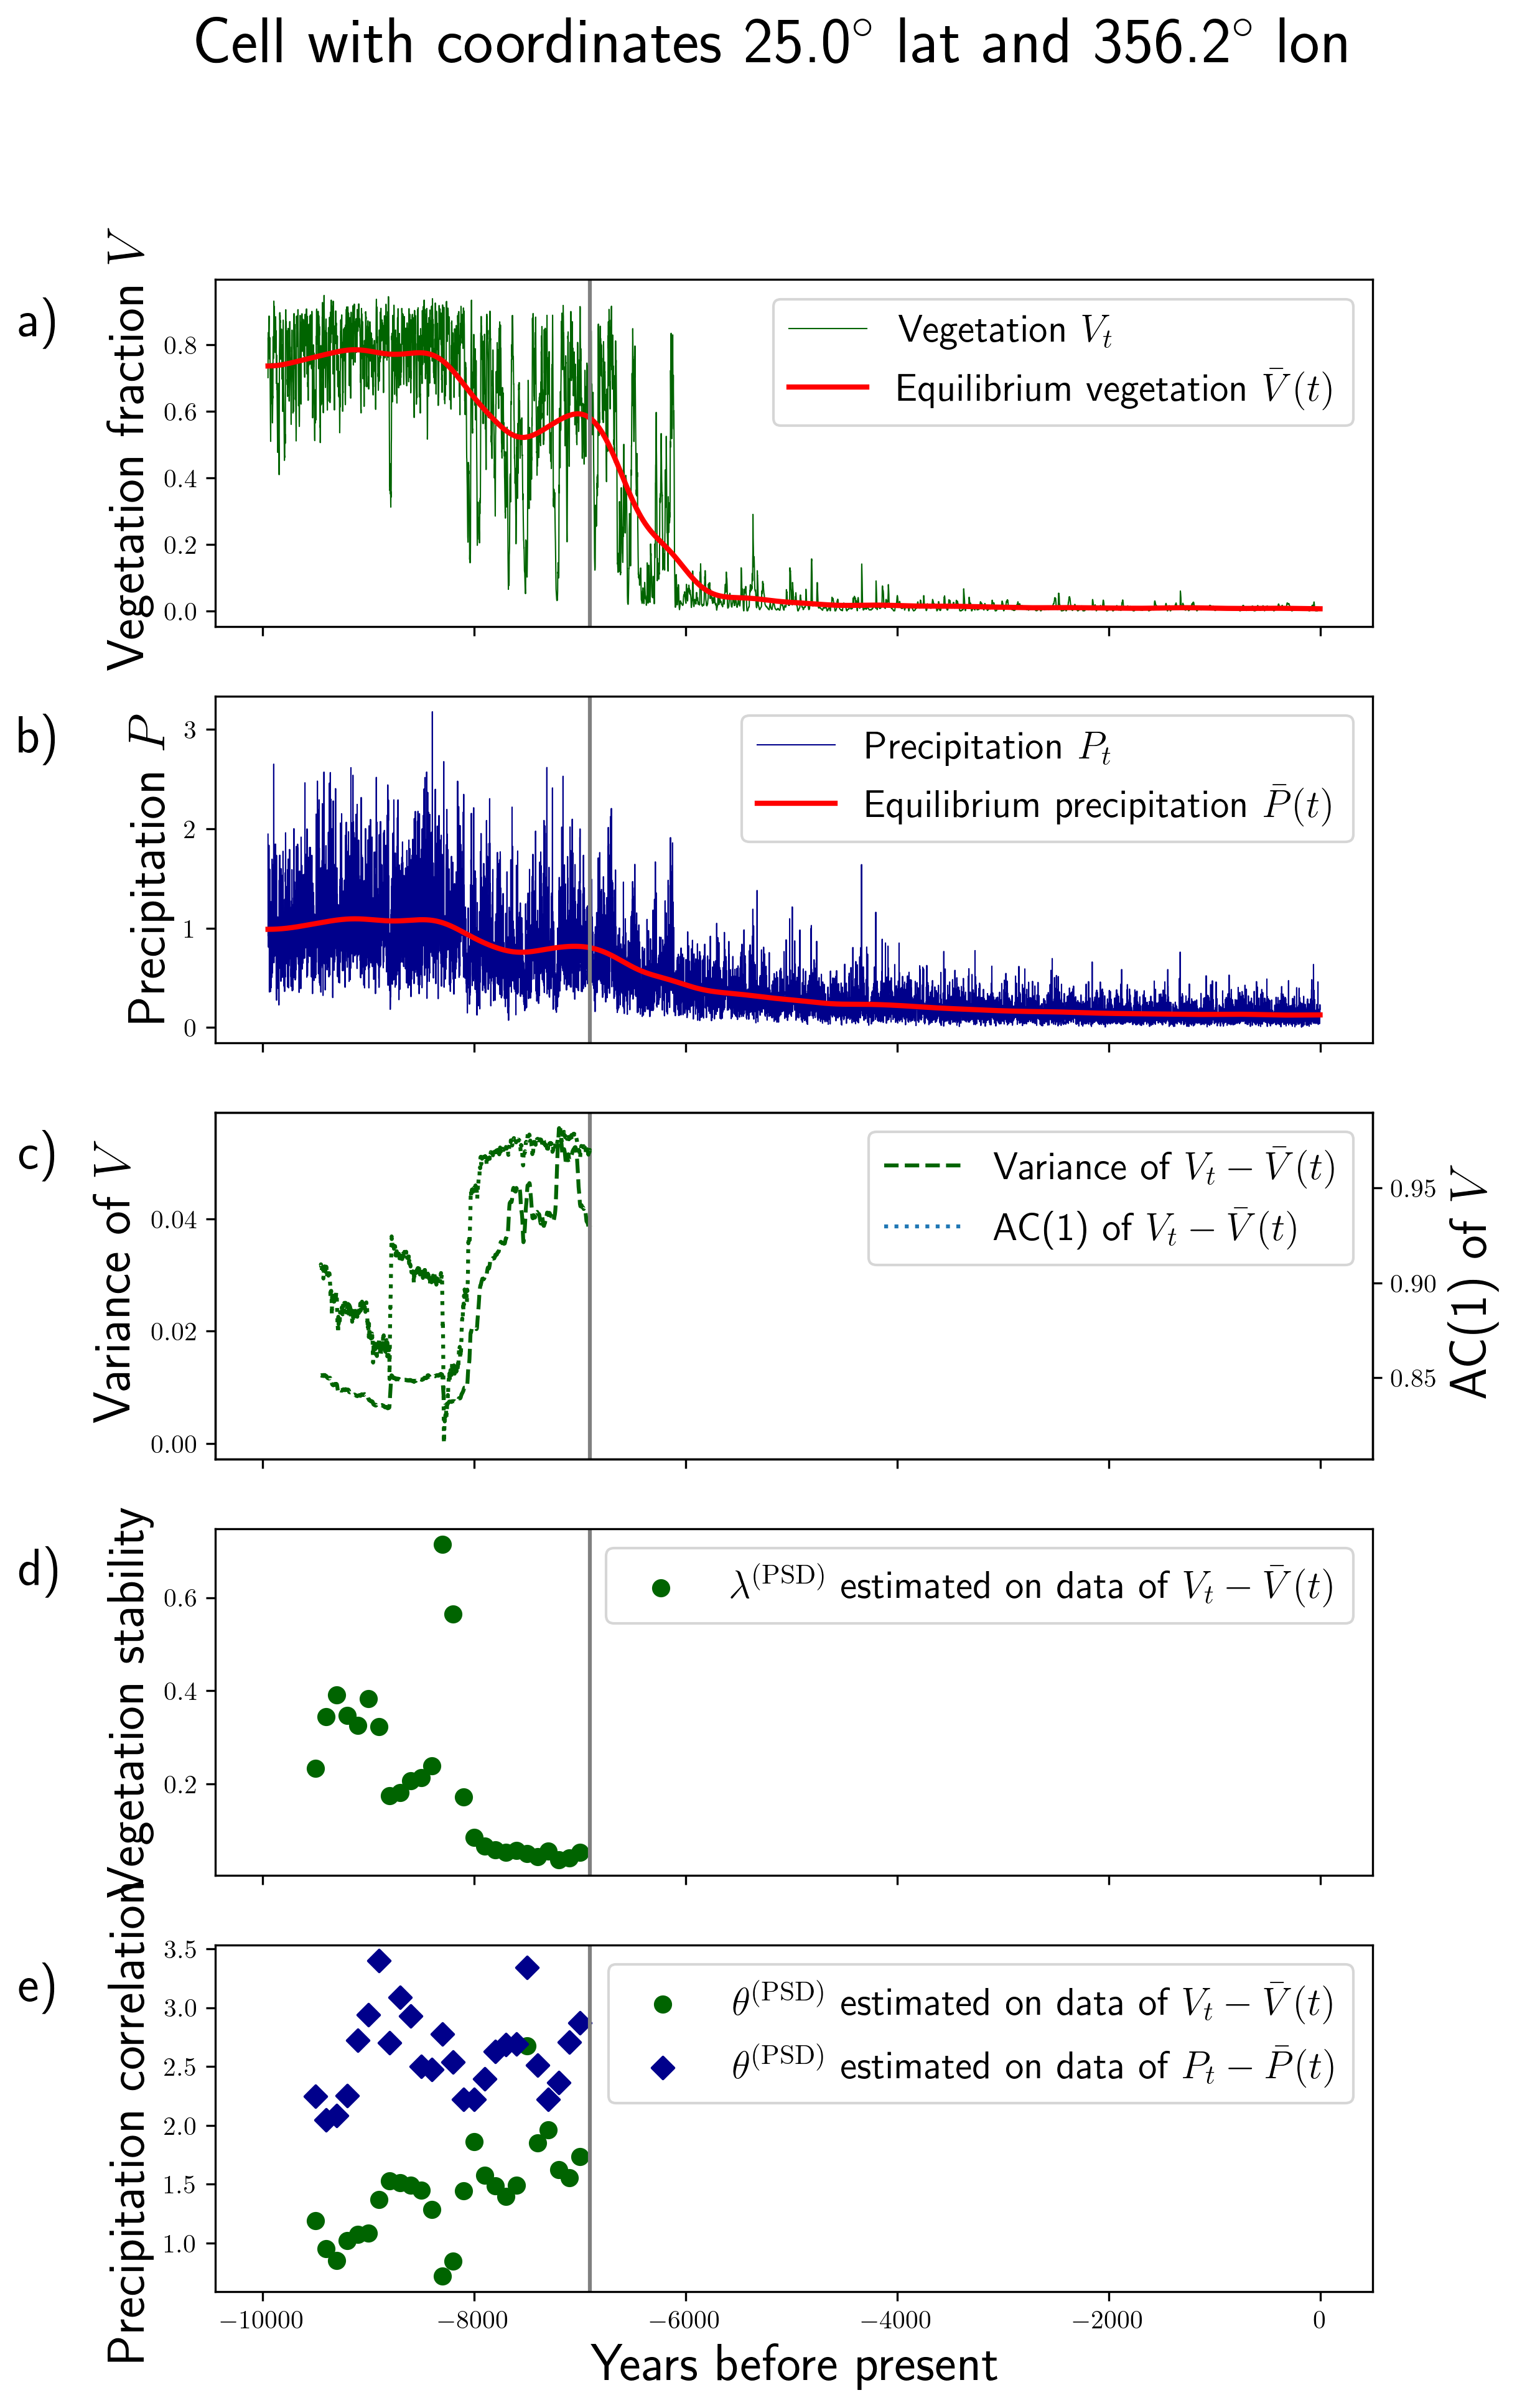 Cell with coordinates 25.0° lat and 356.2° lon
a)
Vegetation fraction V
0.8
0.6
0.4
0.2
0.0
Vegetation V_t
Equilibrium vegetation V̄(t)
b)
Precipitation P
3
2
1
0
Precipitation P_t
Equilibrium precipitation P̄(t)
c)
Variance of V
0.04
0.02
0.00
Variance of V_t − V̄(t)
AC(1) of V_t − V̄(t)
0.95
0.90
0.85
AC(1) of V
d)
Vegetation stability
0.6
0.4
0.2
λ^(PSD) estimated on data of V_t − V̄(t)
e)
Precipitation correlation
3.5
3.0
2.5
2.0
1.5
1.0
θ^(PSD) estimated on data of V_t − V̄(t)
θ^(PSD) estimated on data of P_t − P̄(t)
−10000 −8000 −6000 −4000 −2000 0
Years before present